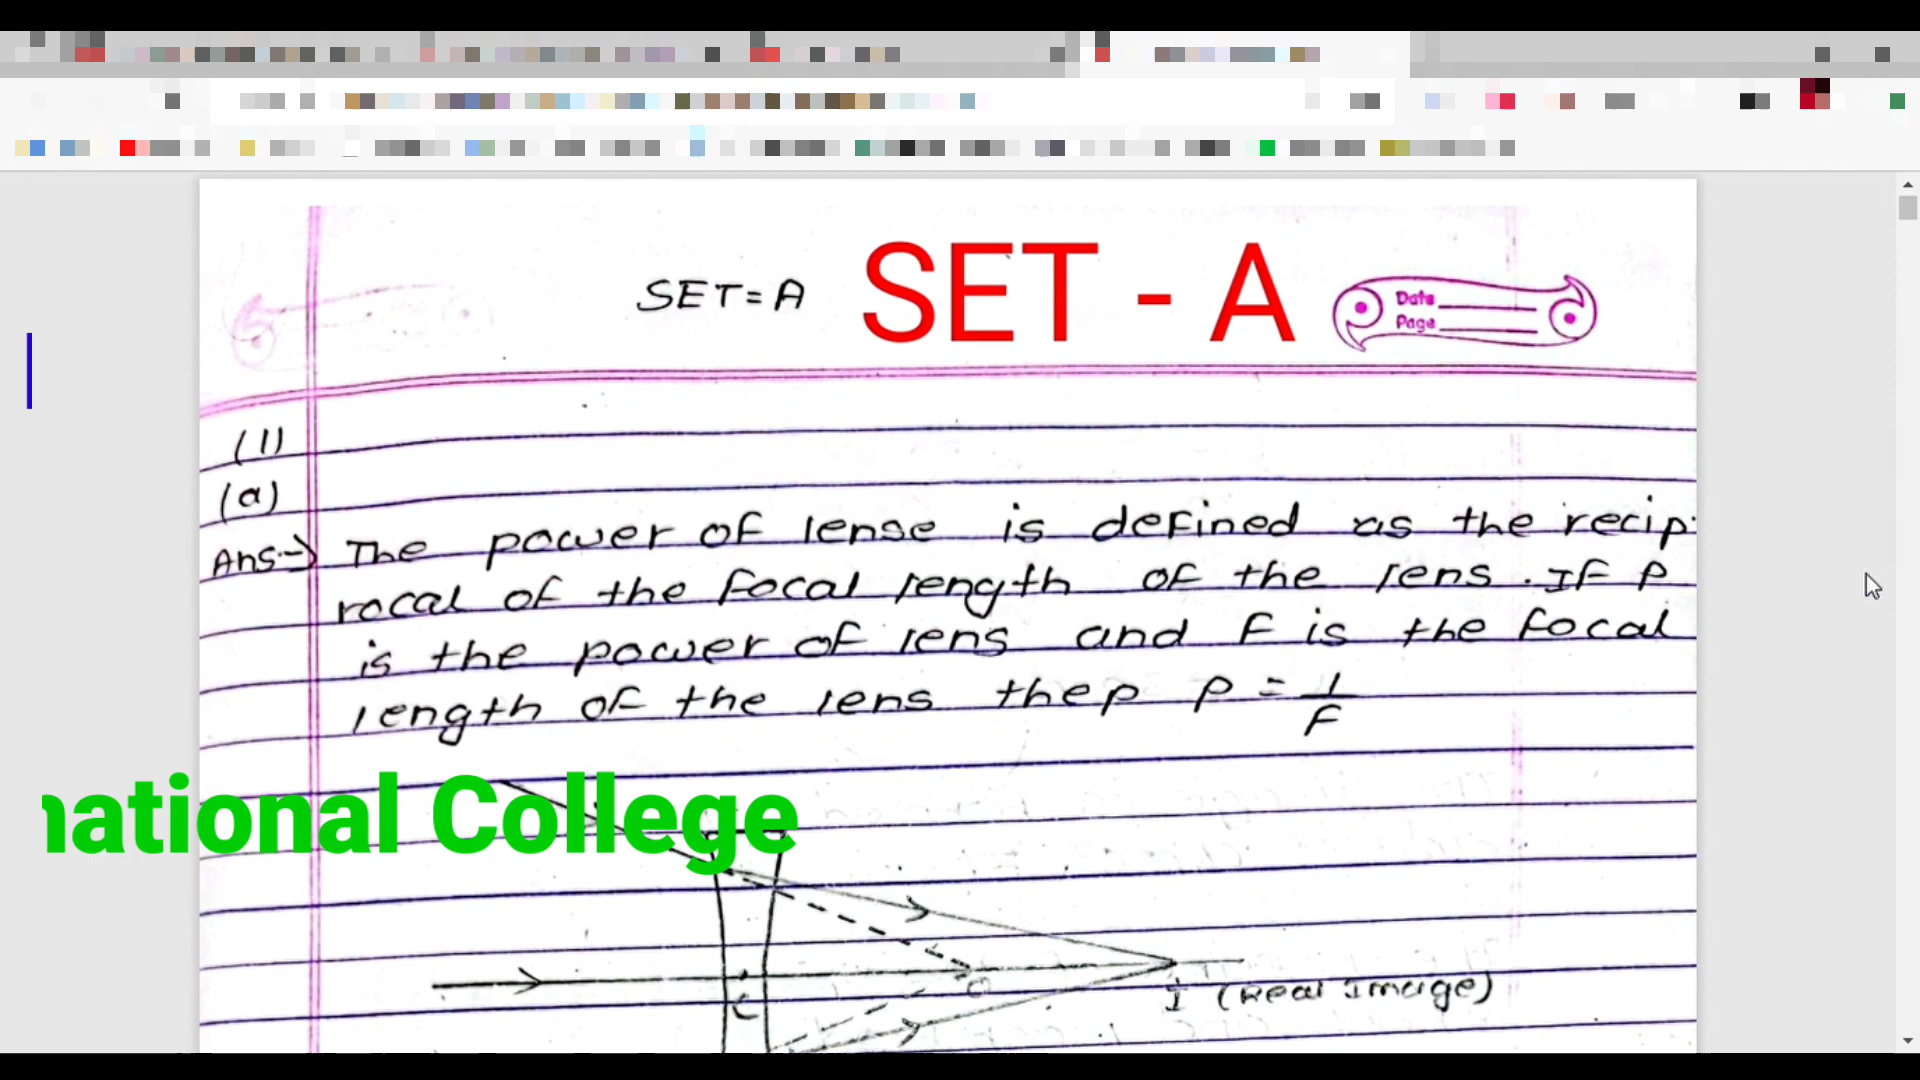 SET=A
SET - A
Date
Page
(1)
(a)
Ans:-> The power of lense is defined as the recip-
rocal of the focal length of the lens. If P
is the power of lens and F is the focal
length of the lens then P = 1/F
national College
C
O
I (Real Image)